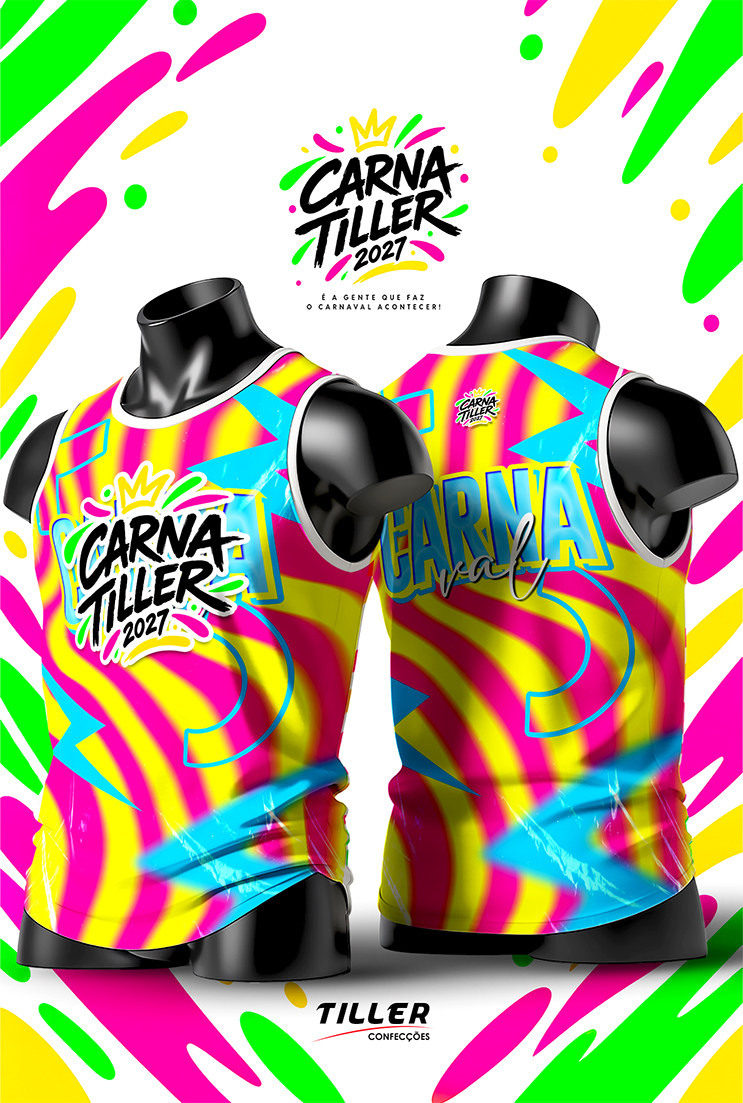 CARNA
TILLER
2027
É A GENTE QUE FAZ
O CARNAVAL ACONTECER!
CARNA
TILLER
2027
CARNA
TILLER
2027
CARNA
val
TILLER
CONFECÇÕES